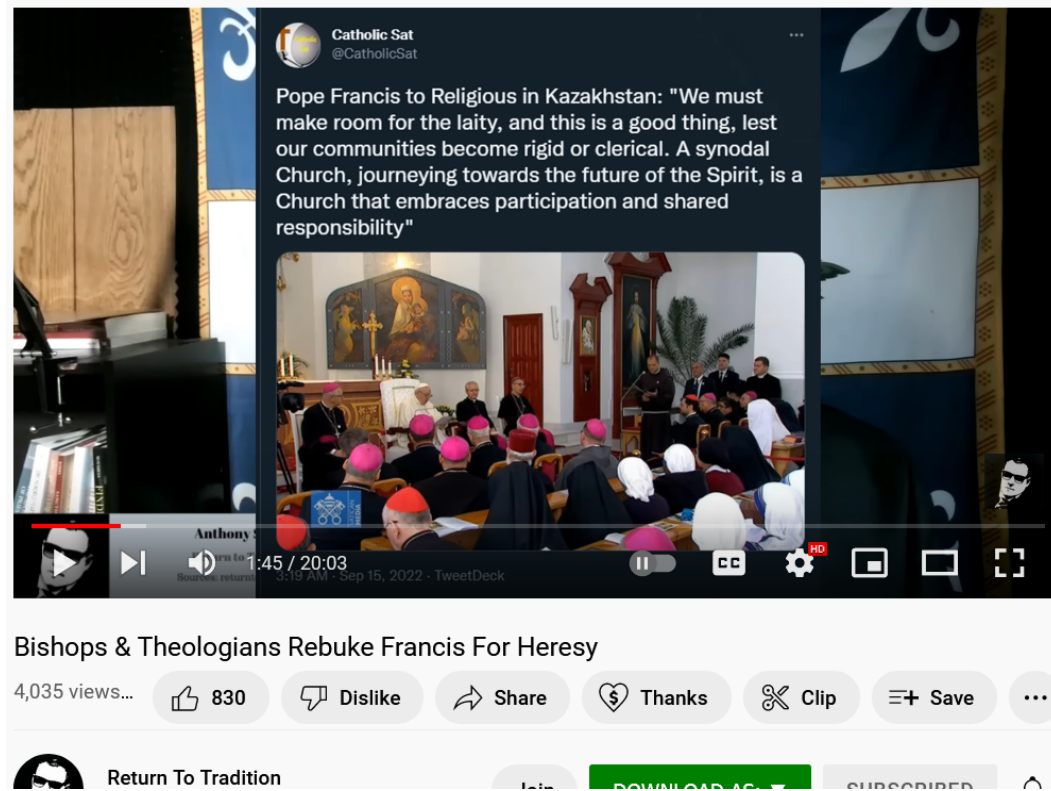 Catholic Sat
@CatholicSat
Pope Francis to Religious in Kazakhstan: "We must
make room for the laity, and this is a good thing, lest
our communities become rigid or clerical. A synodal
Church, journeying towards the future of the Spirit, is a
Church that embraces participation and shared
responsibility"
Anthony
1:45 / 20:03
CC
HD
3:19 AM · Sep 15, 2022 · TweetDeck
Bishops & Theologians Rebuke Francis For Heresy
4,035 views…
830
Dislike
Share
Thanks
Clip
Save
Return To Tradition
Join
DOWNLOAD AS: ▼
SUBSCRIBED